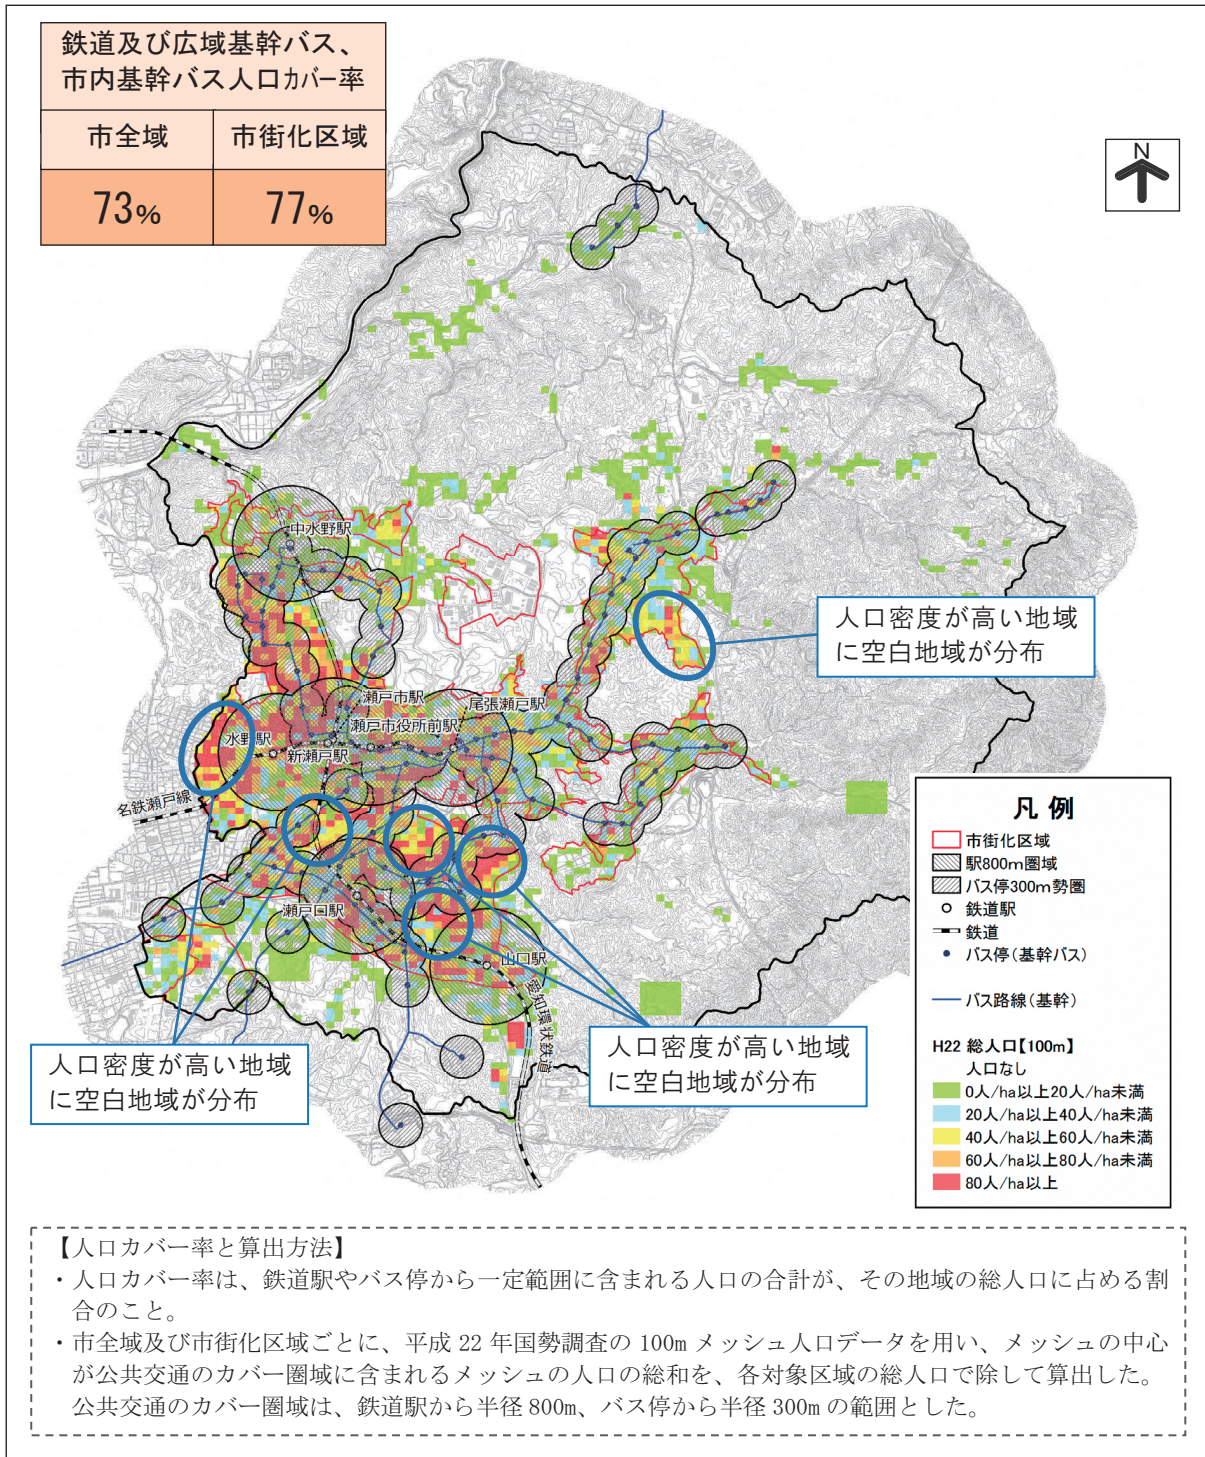 鉄道及び広域基幹バス、
市内基幹バス人口カバー率
市全域
市街化区域
73%
77%
N
中水野駅
瀬戸市駅
尾張瀬戸駅
瀬戸市役所前駅
水野駅
新瀬戸駅
名鉄瀬戸線
瀬戸口駅
山口駅
愛知環状鉄道
人口密度が高い地域
に空白地域が分布
人口密度が高い地域
に空白地域が分布
人口密度が高い地域
に空白地域が分布
凡例
市街化区域
駅800m圏域
バス停300m勢圏
鉄道駅
鉄道
バス停(基幹バス)
バス路線(基幹)
H22 総人口【100m】
人口なし
0人/ha以上20人/ha未満
20人/ha以上40人/ha未満
40人/ha以上60人/ha未満
60人/ha以上80人/ha未満
80人/ha以上
【人口カバー率と算出方法】
・人口カバー率は、鉄道駅やバス停から一定範囲に含まれる人口の合計が、その地域の総人口に占める割
合のこと。
・市全域及び市街化区域ごとに、平成 22 年国勢調査の 100m メッシュ人口データを用い、メッシュの中心
が公共交通のカバー圏域に含まれるメッシュの人口の総和を、各対象区域の総人口で除して算出した。
公共交通のカバー圏域は、鉄道駅から半径 800m、バス停から半径 300m の範囲とした。